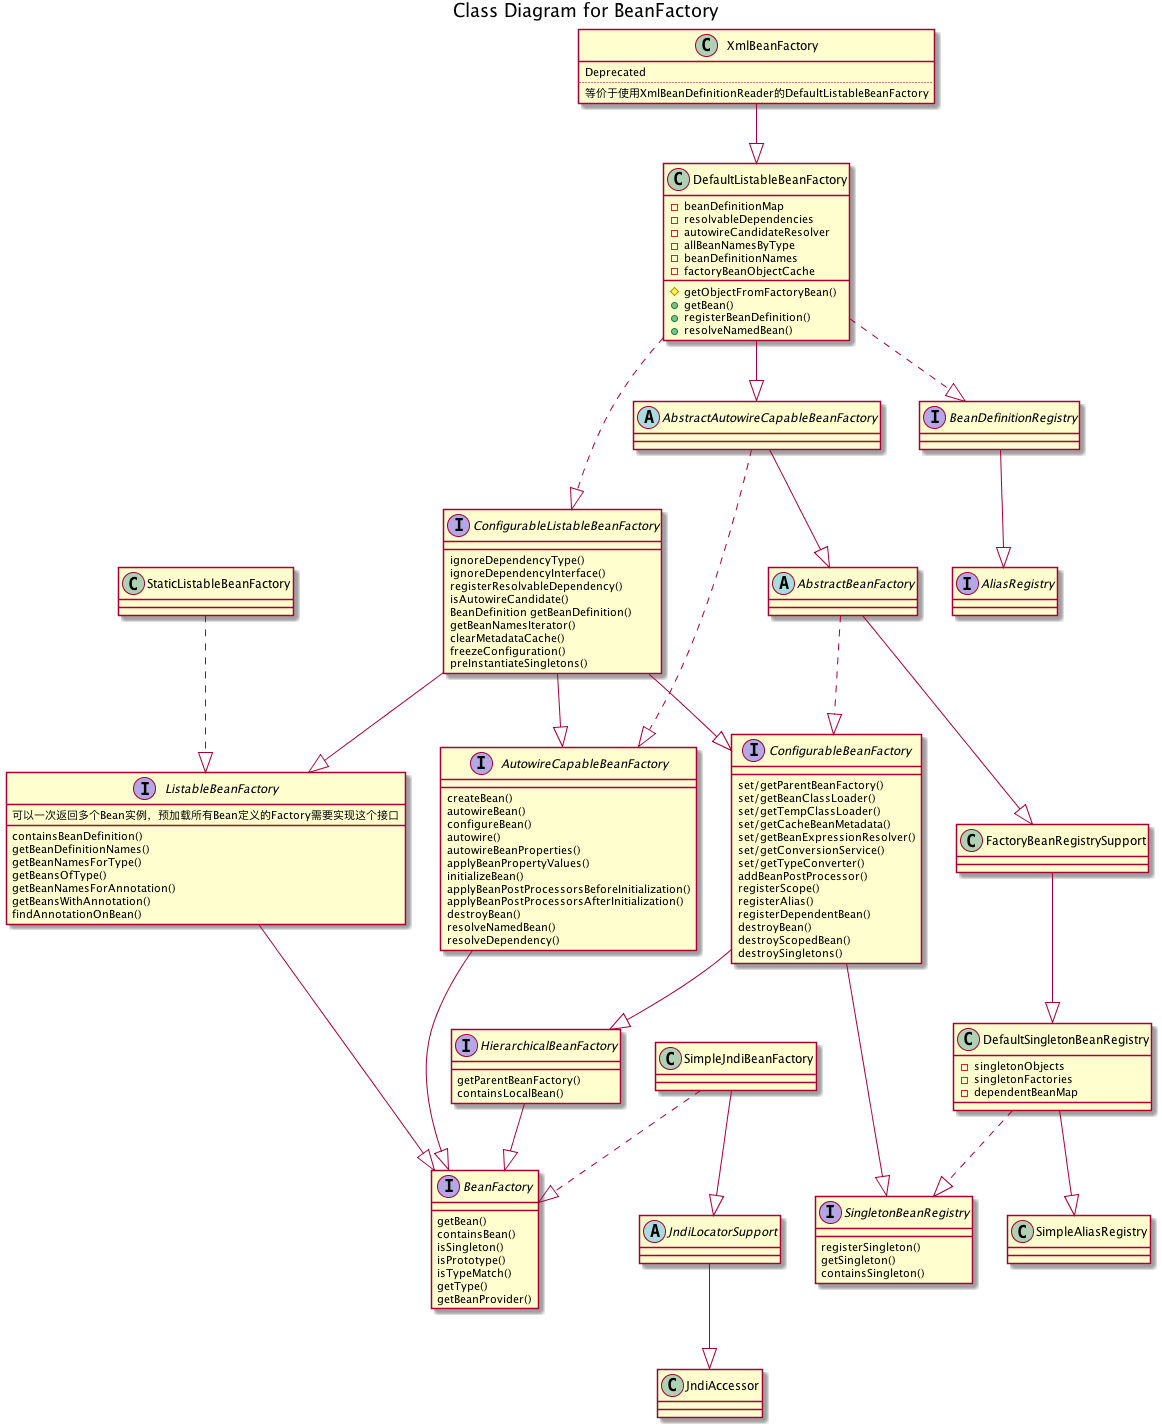 Class Diagram for BeanFactory
C XmlBeanFactory
Deprecated
等价于使用XmlBeanDefinitionReader的DefaultListableBeanFactory
C DefaultListableBeanFactory
beanDefinitionMap
resolvableDependencies
autowireCandidateResolver
allBeanNamesByType
beanDefinitionNames
factoryBeanObjectCache
getObjectFromFactoryBean()
getBean()
registerBeanDefinition()
resolveNamedBean()
A AbstractAutowireCapableBeanFactory
I BeanDefinitionRegistry
I ConfigurableListableBeanFactory
ignoreDependencyType()
ignoreDependencyInterface()
registerResolvableDependency()
isAutowireCandidate()
BeanDefinition getBeanDefinition()
getBeanNamesIterator()
clearMetadataCache()
freezeConfiguration()
preInstantiateSingletons()
C StaticListableBeanFactory
A AbstractBeanFactory
I AliasRegistry
I ListableBeanFactory
可以一次返回多个Bean实例，预加载所有Bean定义的Factory需要实现这个接口
containsBeanDefinition()
getBeanDefinitionNames()
getBeanNamesForType()
getBeansOfType()
getBeanNamesForAnnotation()
getBeansWithAnnotation()
findAnnotationOnBean()
I AutowireCapableBeanFactory
createBean()
autowireBean()
configureBean()
autowire()
autowireBeanProperties()
applyBeanPropertyValues()
initializeBean()
applyBeanPostProcessorsBeforeInitialization()
applyBeanPostProcessorsAfterInitialization()
destroyBean()
resolveNamedBean()
resolveDependency()
I ConfigurableBeanFactory
set/getParentBeanFactory()
set/getBeanClassLoader()
set/getTempClassLoader()
set/getCacheBeanMetadata()
set/getBeanExpressionResolver()
set/getConversionService()
set/getTypeConverter()
addBeanPostProcessor()
registerScope()
registerAlias()
registerDependentBean()
destroyBean()
destroyScopedBean()
destroySingletons()
C FactoryBeanRegistrySupport
I HierarchicalBeanFactory
getParentBeanFactory()
containsLocalBean()
C SimpleJndiBeanFactory
C DefaultSingletonBeanRegistry
singletonObjects
singletonFactories
dependentBeanMap
I BeanFactory
getBean()
containsBean()
isSingleton()
isPrototype()
isTypeMatch()
getType()
getBeanProvider()
A JndiLocatorSupport
I SingletonBeanRegistry
registerSingleton()
getSingleton()
containsSingleton()
C SimpleAliasRegistry
C JndiAccessor